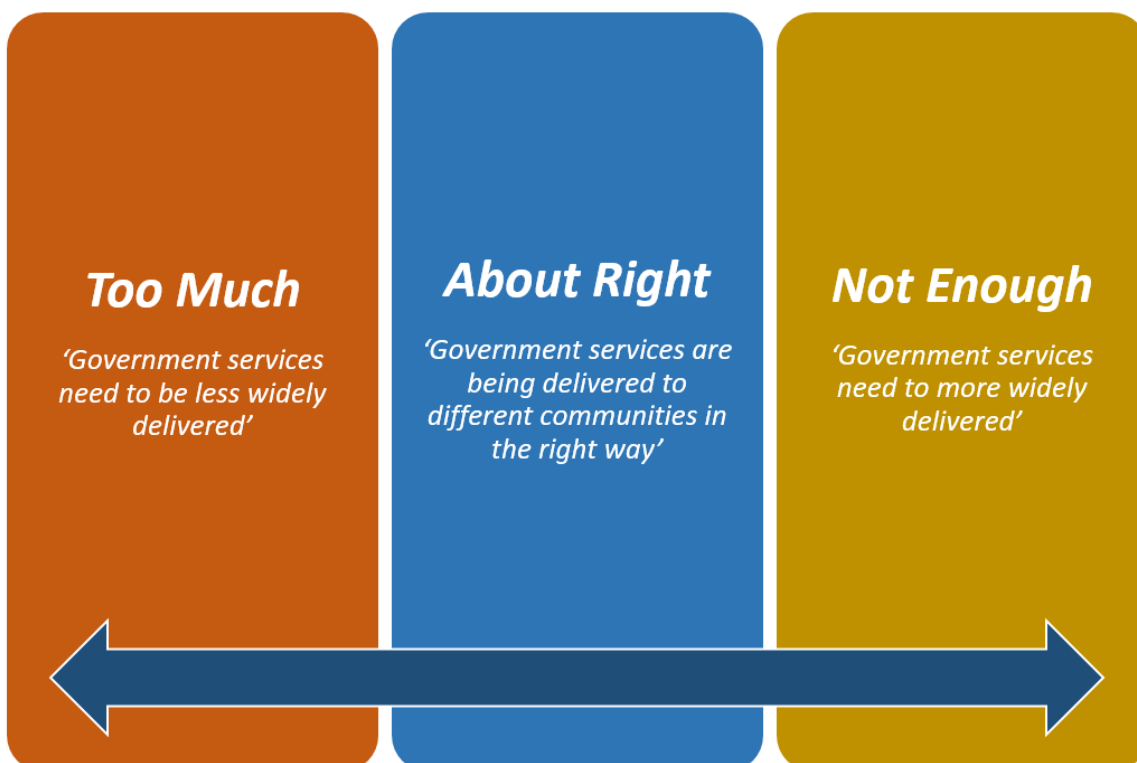 Too Much
‘Government services
need to be less widely
delivered’
About Right
‘Government services are
being delivered to
different communities in
the right way’
Not Enough
‘Government services
need to more widely
delivered’